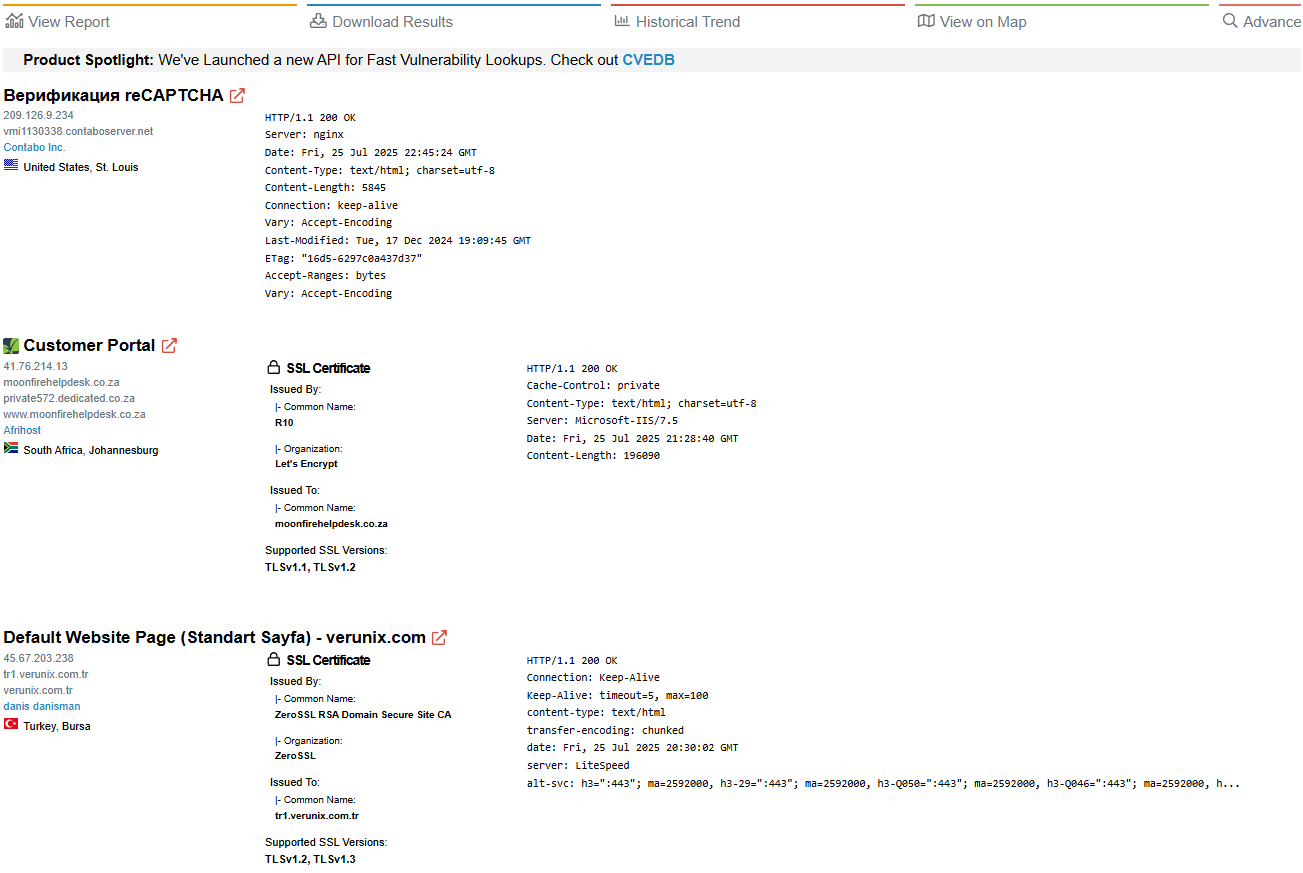 View Report
Download Results
Historical Trend
View on Map
Advance
Product Spotlight: We've Launched a new API for Fast Vulnerability Lookups. Check out CVEDB
Верификация reCAPTCHA
209.126.9.234
vmi1130338.contaboserver.net
Contabo Inc.
United States, St. Louis
HTTP/1.1 200 OK
Server: nginx
Date: Fri, 25 Jul 2025 22:45:24 GMT
Content-Type: text/html; charset=utf-8
Content-Length: 5845
Connection: keep-alive
Vary: Accept-Encoding
Last-Modified: Tue, 17 Dec 2024 19:09:45 GMT
ETag: "16d5-6297c0a437d37"
Accept-Ranges: bytes
Vary: Accept-Encoding
Customer Portal
41.76.214.13
moonfirehelpdesk.co.za
private572.dedicated.co.za
www.moonfirehelpdesk.co.za
Afrihost
South Africa, Johannesburg
SSL Certificate
Issued By:
|- Common Name:
R10
|- Organization:
Let's Encrypt
Issued To:
|- Common Name:
moonfirehelpdesk.co.za
Supported SSL Versions:
TLSv1.1, TLSv1.2
HTTP/1.1 200 OK
Cache-Control: private
Content-Type: text/html; charset=utf-8
Server: Microsoft-IIS/7.5
Date: Fri, 25 Jul 2025 21:28:40 GMT
Content-Length: 196090
Default Website Page (Standart Sayfa) - verunix.com
45.67.203.238
tr1.verunix.com.tr
verunix.com.tr
danis danisman
Turkey, Bursa
SSL Certificate
Issued By:
|- Common Name:
ZeroSSL RSA Domain Secure Site CA
|- Organization:
ZeroSSL
Issued To:
|- Common Name:
tr1.verunix.com.tr
Supported SSL Versions:
TLSv1.2, TLSv1.3
HTTP/1.1 200 OK
Connection: Keep-Alive
Keep-Alive: timeout=5, max=100
content-type: text/html
transfer-encoding: chunked
date: Fri, 25 Jul 2025 20:30:02 GMT
server: LiteSpeed
alt-svc: h3=":443"; ma=2592000, h3-29=":443"; ma=2592000, h3-Q050=":443"; ma=2592000, h3-Q046=":443"; ma=2592000, h...